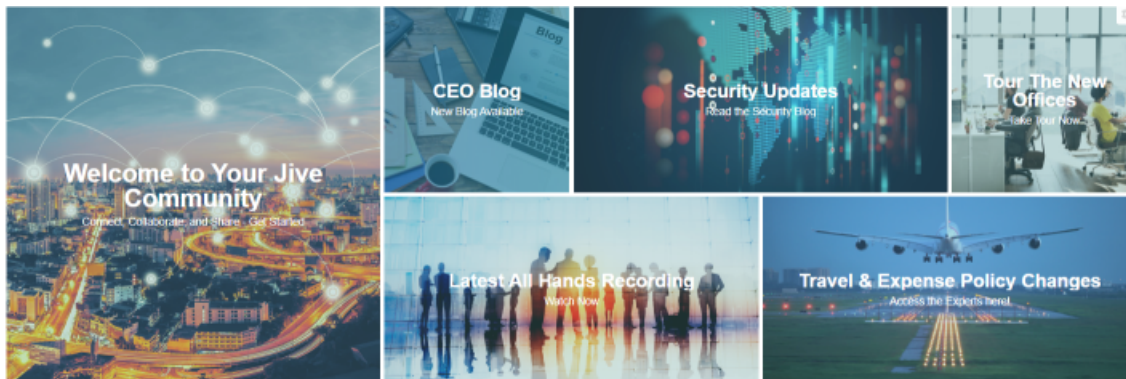 Welcome to Your Jive
Community
Connect, Collaborate, and Share - Get Started
Blog
CEO Blog
New Blog Available
Security Updates
Read the Security Blog
Tour The New
Offices
Take Tour Now
Latest All Hands Recording
Watch Now
Travel & Expense Policy Changes
Access the Experts here!